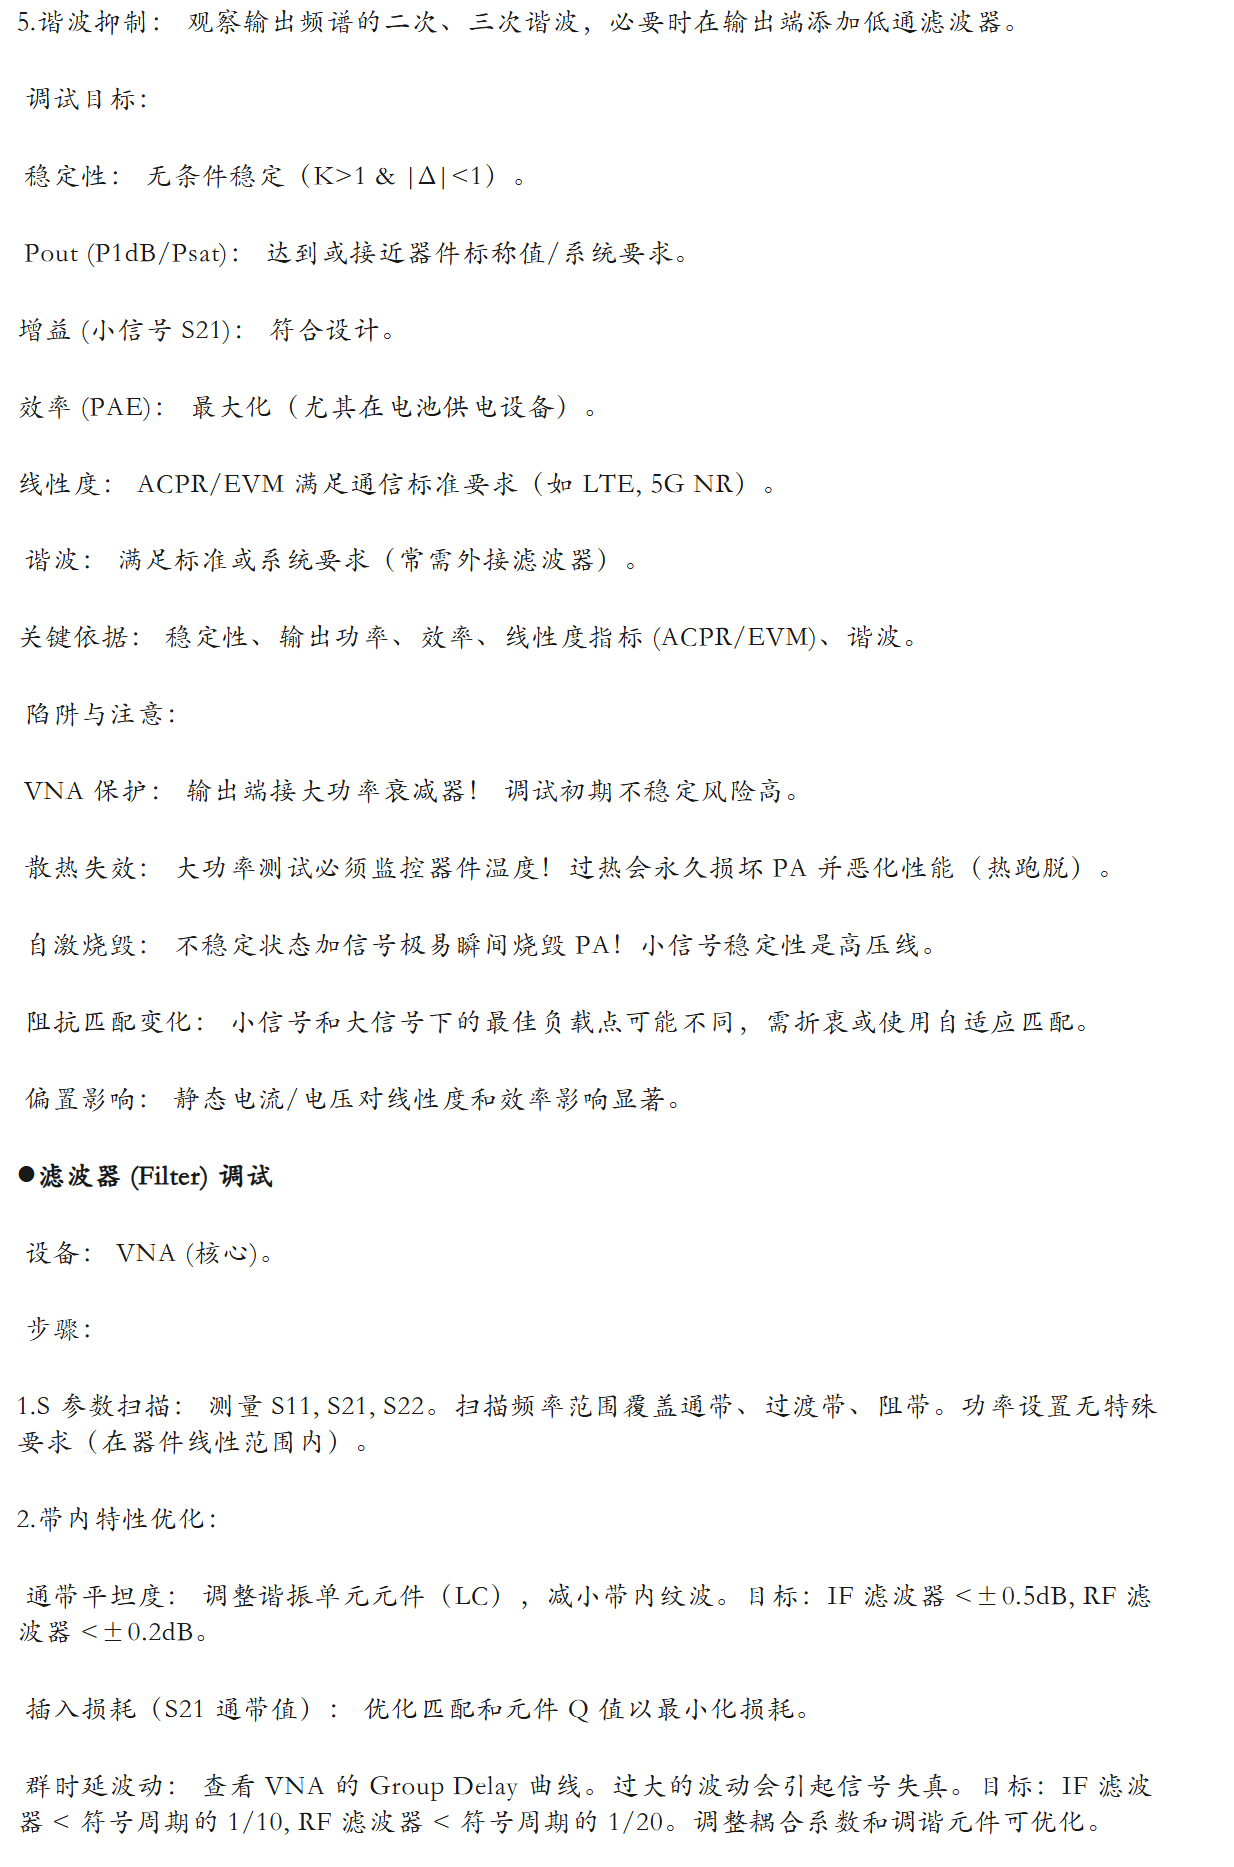 5.谐波抑制： 观察输出频谱的二次、三次谐波，必要时在输出端添加低通滤波器。
调试目标：
稳定性： 无条件稳定（K>1 & |Δ|<1）。
Pout (P1dB/Psat)： 达到或接近器件标称值/系统要求。
增益 (小信号 S21)： 符合设计。
效率 (PAE)： 最大化（尤其在电池供电设备）。
线性度： ACPR/EVM 满足通信标准要求（如 LTE, 5G NR）。
谐波： 满足标准或系统要求（常需外接滤波器）。
关键依据： 稳定性、输出功率、效率、线性度指标 (ACPR/EVM)、谐波。
陷阱与注意：
VNA 保护： 输出端接大功率衰减器！ 调试初期不稳定风险高。
散热失效： 大功率测试必须监控器件温度！过热会永久损坏 PA 并恶化性能（热跑脱）。
自激烧毁： 不稳定状态加信号极易瞬间烧毁 PA！小信号稳定性是高压线。
阻抗匹配变化： 小信号和大信号下的最佳负载点可能不同，需折衷或使用自适应匹配。
偏置影响： 静态电流/电压对线性度和效率影响显著。
●滤波器 (Filter) 调试
设备： VNA (核心)。
步骤：
1.S 参数扫描： 测量 S11, S21, S22。扫描频率范围覆盖通带、过渡带、阻带。功率设置无特殊
要求（在器件线性范围内）。
2.带内特性优化：
通带平坦度： 调整谐振单元元件（LC），减小带内纹波。目标：IF 滤波器 <±0.5dB, RF 滤
波器 <±0.2dB。
插入损耗（S21 通带值）： 优化匹配和元件 Q 值以最小化损耗。
群时延波动： 查看 VNA 的 Group Delay 曲线。过大的波动会引起信号失真。目标：IF 滤波
器 < 符号周期的 1/10, RF 滤波器 < 符号周期的 1/20。调整耦合系数和调谐元件可优化。